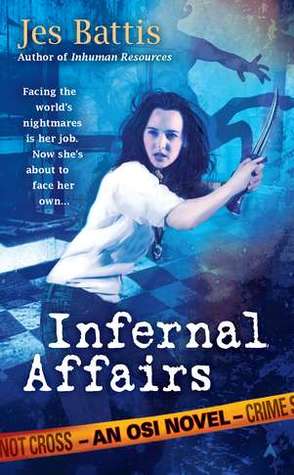 Jes Battis
Author of Inhuman Resources
Facing the
world's
nightmares
is her job.
Now she's
about to
face her
own...
Infernal
Affairs
NOT CROSS – AN OSI NOVEL – CRIME S